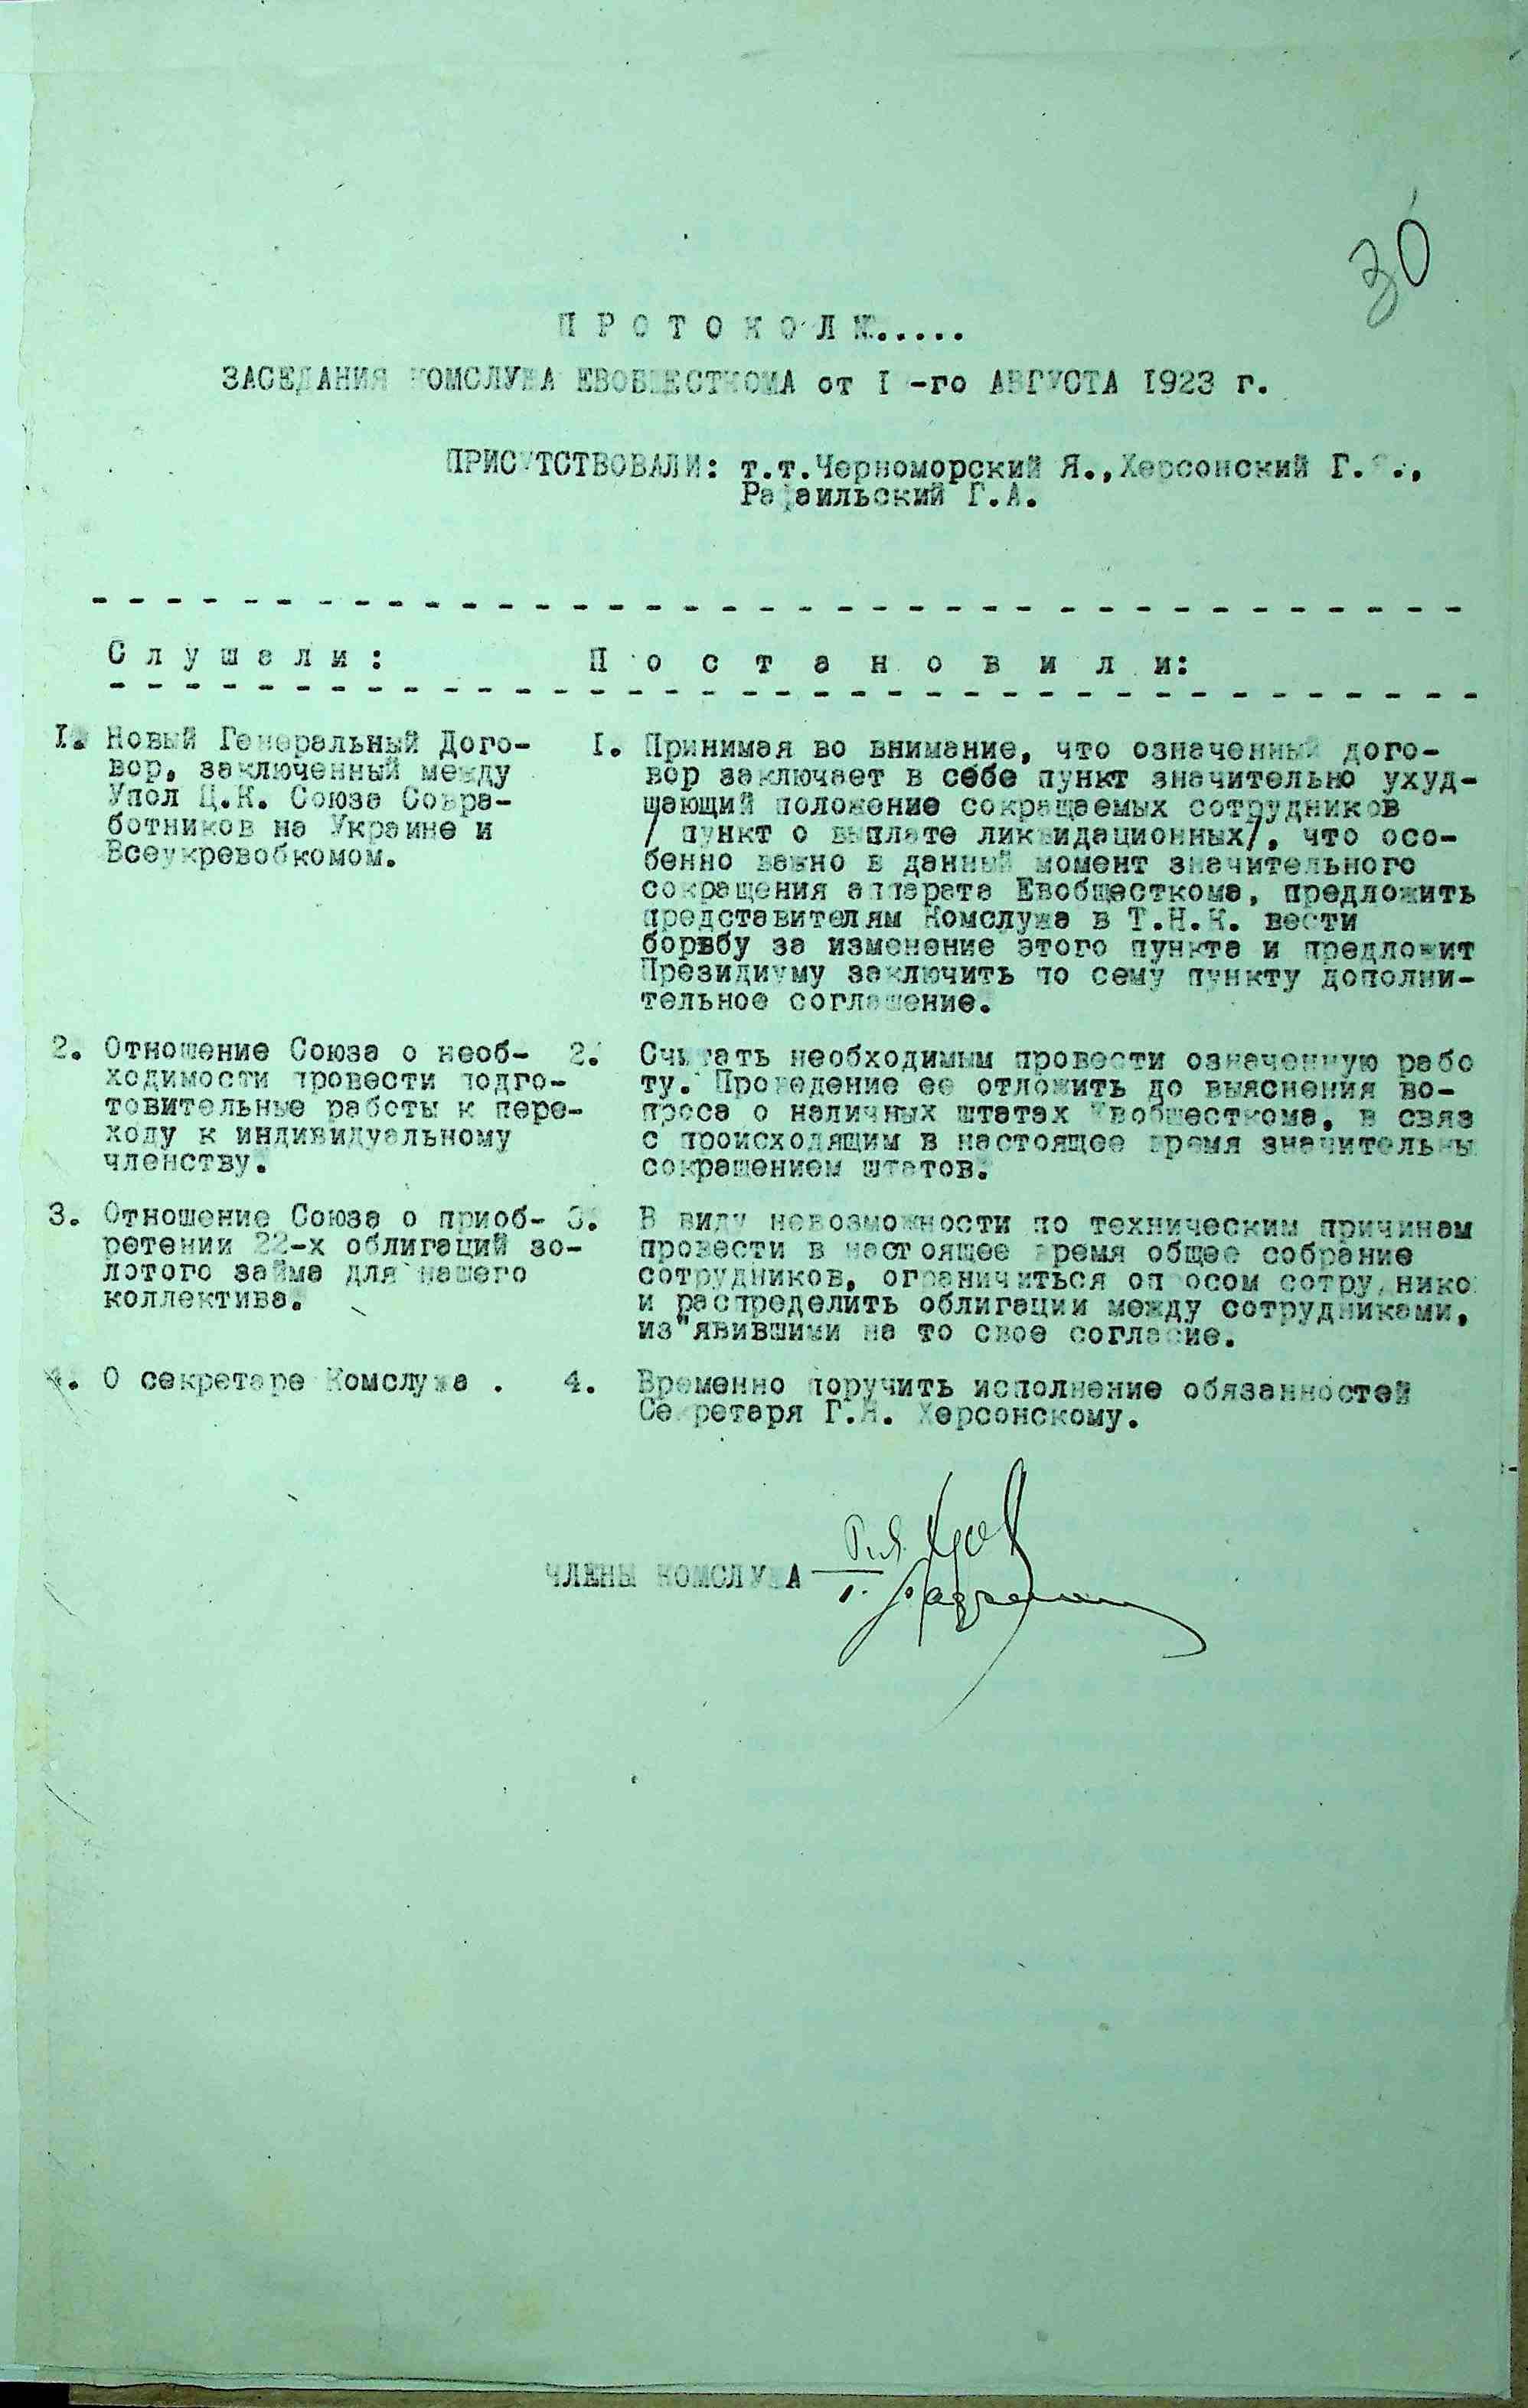 30
П Р О Т О К О Л №.....
ЗАСЕДАНИЯ КОМСЛУЖА ЕВОБЩЕСТКОМА от I -го АВГУСТА 1923 г.
ПРИСУТСТВОВАЛИ: т.т.Черноморский Я.,Херсонский Г.
Г.А.
С л у ш а л и :
П о с т а н о в и л и:
I. Новый Генеральный Дого-
вор, заключенный между
Упол Ц.К. Союза Совра-
ботников на Украине и
Всеукревобкомом.
I. Принимая во внимание, что означенный дого-
вор заключает в себе пункт значительно ухуд-
щающий положение сокращаемых сотрудников
/ пункт о выплате ликвидационных/, что осо-
бенно важно в данный момент значительного
сокращения аппарата Евобщесткома, предложить
представителям Комслужа в Т.Н.К. вести
борвбу за изменение этого пункта и предложит
Президиуму заключить по сему пункту дополни-
тельное соглашение.
2. Отношение Союза о необ-
ходимости провести подго-
товительные работы к пере-
ходу к индивидуальному
членству.
2. Считать необходимым провести означенную рабо
ту. Проведение ее отложить до выяснения во-
проса о наличных штатах Евобщесткома, в связ
с происходящим в настоящее время значительны
сокращением штатов.
3. Отношение Союза о приоб-
ретении 22-х облигаций зо-
лотого займа для нашего
коллектива.
3. В виду невозможности по техническим причинам
провести в настоящее время общее собрание
сотрудников, ограничиться опросом сотруднико
и распределить облигации между сотрудниками,
из"явившими на то свое согласие.
4. О секретаре Комслужа .
4. Временно поручить исполнение обязанностей
Секретаря Г.Я. Херсонскому.
ЧЛЕНЫ КОМСЛУЖА